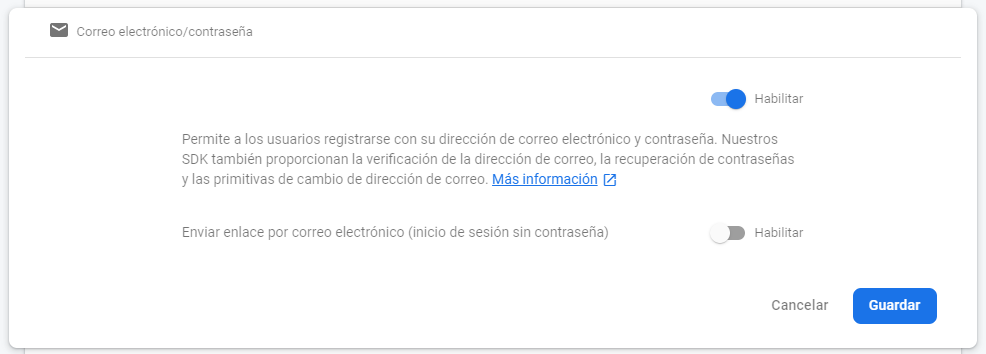 Correo electrónico/contraseña
Habilitar
Permite a los usuarios registrarse con su dirección de correo electrónico y contraseña. Nuestros
SDK también proporcionan la verificación de la dirección de correo, la recuperación de contraseñas
y las primitivas de cambio de dirección de correo. Más información
Enviar enlace por correo electrónico (inicio de sesión sin contraseña) Habilitar
Cancelar Guardar